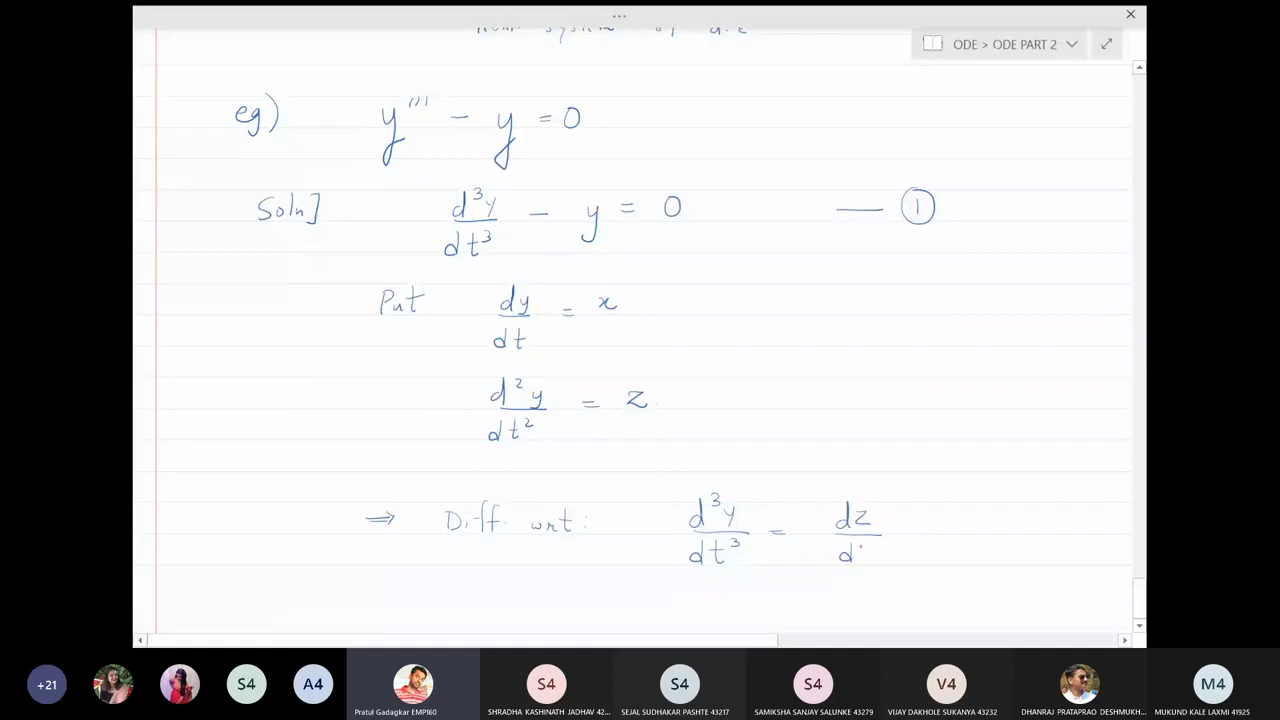 ...
ODE > ODE PART 2
system of d.e
eg) y''' - y = 0
Soln] d³y/dt³ - y = 0 — ①
Put dy/dt = x
d²y/dt² = z
⇒ Diff. wrt: d³y/dt³ = dz/d
+21 S4 A4 S4 S4 S4 V4 M4
Pratul Gadagkar EMP160 SHRADHA KASHINATH JADHAV 42... SEJAL SUDHAKAR PASHTE 43217 SAMIKSHA SANJAY SALUNKE 43279 VIJAY DAKHOLE SUKANYA 43232 DHANRAJ PRATAPRAO DESHMUKH... MUKUND KALE LAXMI 41925